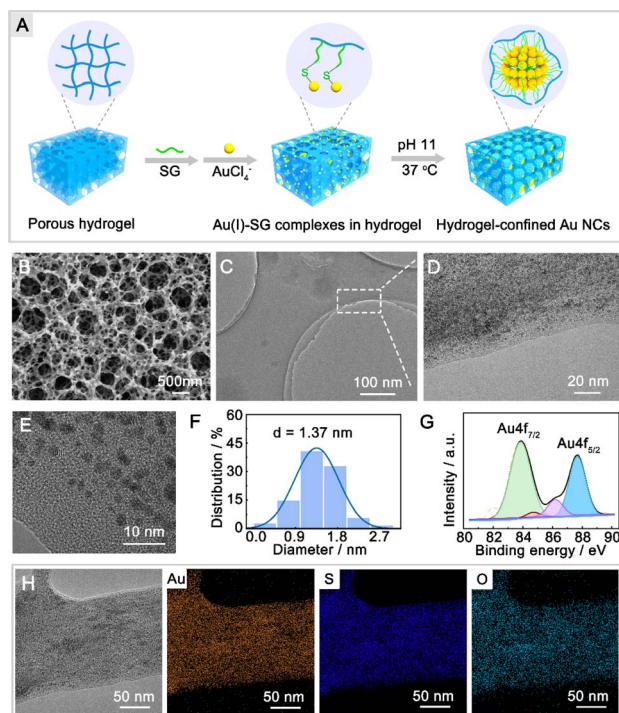 A
S S
SG
AuCl₄⁻
pH 11
37 °C
Porous hydrogel
Au(I)-SG complexes in hydrogel
Hydrogel-confined Au NCs
B
500nm
C
100 nm
D
20 nm
E
10 nm
F
d = 1.37 nm
Distribution / %
60
45
30
15
0
0.0 0.9 1.8 2.7
Diameter / nm
G
Au4f7/2
Au4f5/2
Intensity / a.u.
80 82 84 86 88 90
Binding energy / eV
H
50 nm
Au
50 nm
S
50 nm
O
50 nm